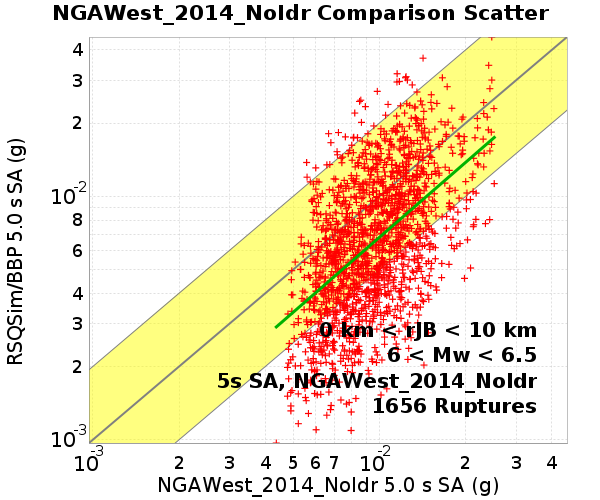 NGAWest_2014_NoIdr Comparison Scatter
RSQSim/BBP 5.0 s SA (g)
4
3
2
10-2
8
6
4
3
2
10-3
0 km < rJB < 10 km
6 < Mw < 6.5
5s SA, NGAWest_2014_NoIdr
1656 Ruptures
10-3 2 3 4 5 6 7 10-2 2 3 4
NGAWest_2014_NoIdr 5.0 s SA (g)